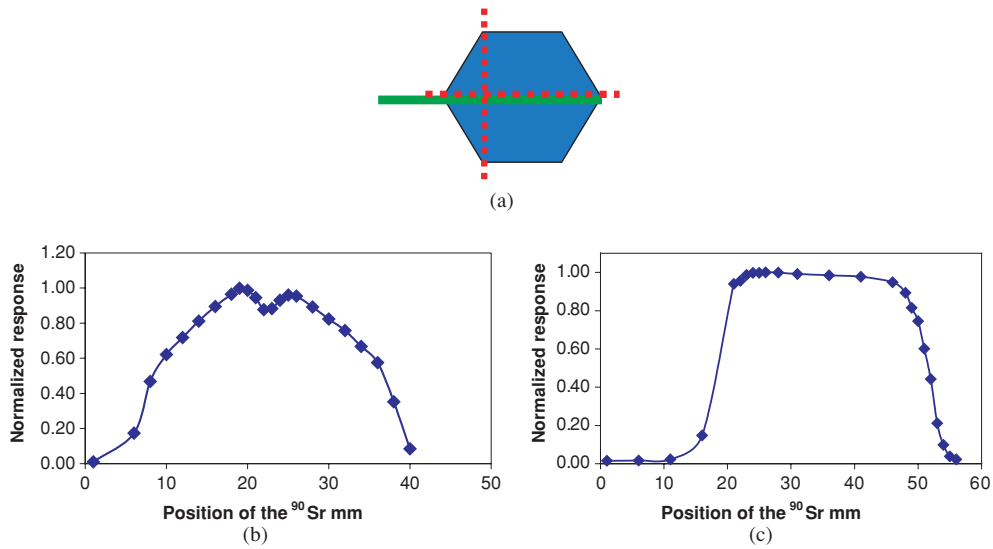 (a)
Normalized response
1.20
1.00
0.80
0.60
0.40
0.20
0.00
0 10 20 30 40 50
Position of the ⁹⁰Sr mm
(b)
Normalized response
1.00
0.80
0.60
0.40
0.20
0.00
0 10 20 30 40 50 60
Position of the ⁹⁰Sr mm
(c)